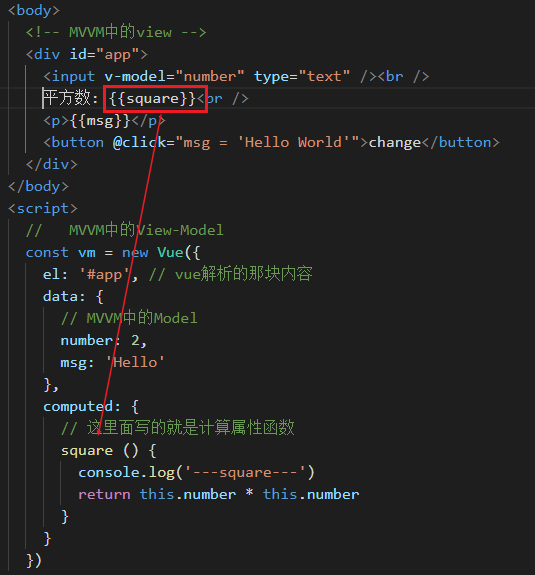 <body>
<!-- MVVM中的view -->
<div id="app">
<input v-model="number" type="text" /><br />
平方数: {{square}}<br />
<p>{{msg}}</p>
<button @click="msg = 'Hello World'">change</button>
</div>
</body>
<script>
// MVVM中的View-Model
const vm = new Vue({
el: '#app', // vue解析的那块内容
data: {
// MVVM中的Model
number: 2,
msg: 'Hello'
},
computed: {
// 这里面写的就是计算属性函数
square () {
console.log('---square---')
return this.number * this.number
}
}
})